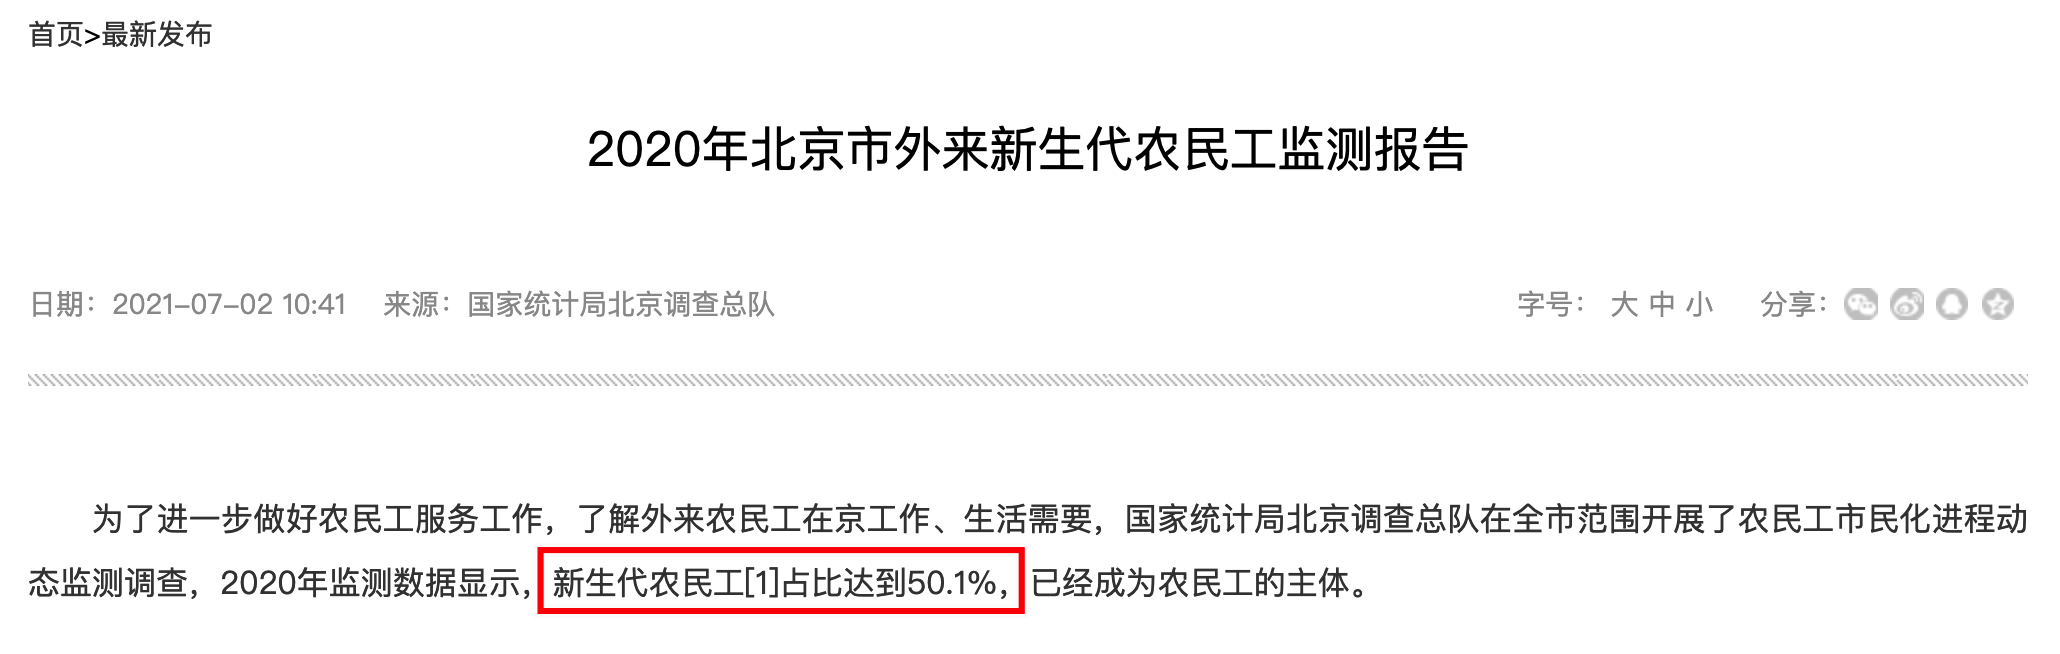 首页>最新发布
2020年北京市外来新生代农民工监测报告
日期：2021-07-02 10:41 来源：国家统计局北京调查总队 字号： 大 中 小 分享：
为了进一步做好农民工服务工作，了解外来农民工在京工作、生活需要，国家统计局北京调查总队在全市范围开展了农民工市民化进程动
态监测调查，2020年监测数据显示，新生代农民工[1]占比达到50.1%，已经成为农民工的主体。